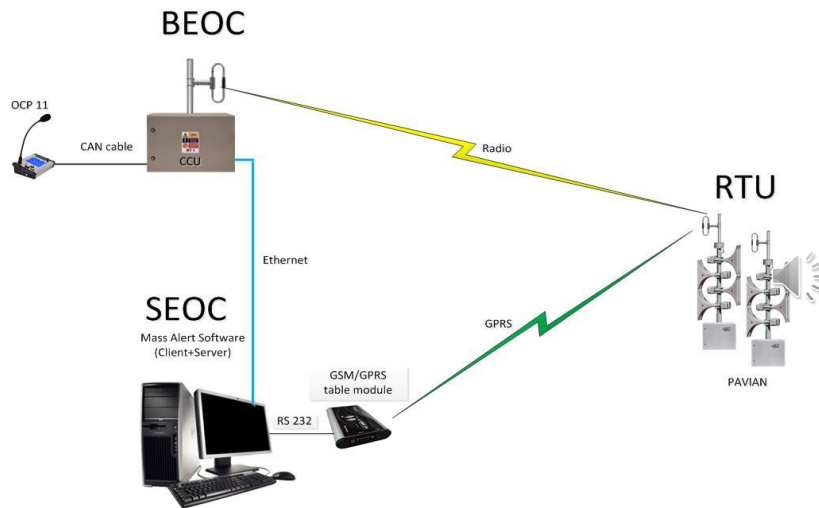 BEOC
OCP 11
CAN cable
CCU
Radio
RTU
Ethernet
SEOC
Mass Alert Software
(Client+Server)
GPRS
GSM/GPRS
table module
RS 232
PAVIAN